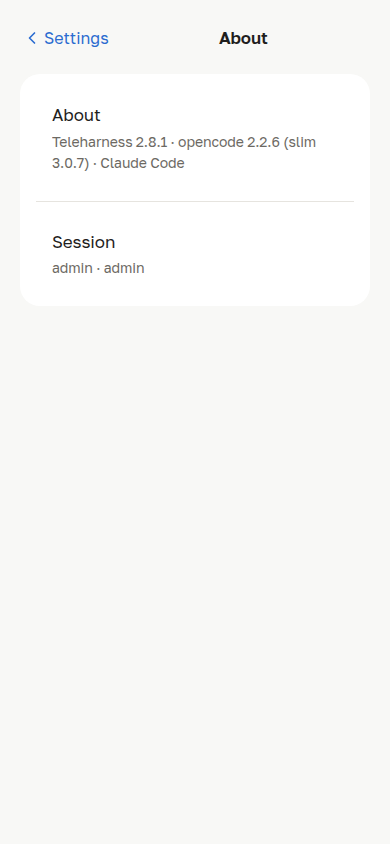 Settings
About
About
Teleharness 2.8.1 · opencode 2.2.6 (slim
3.0.7) · Claude Code
Session
admin · admin